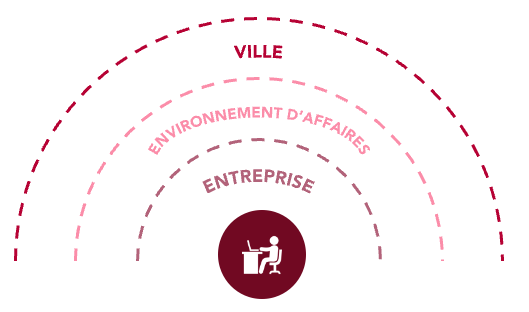 VILLE
ENVIRONNEMENT D'AFFAIRES
ENTREPRISE